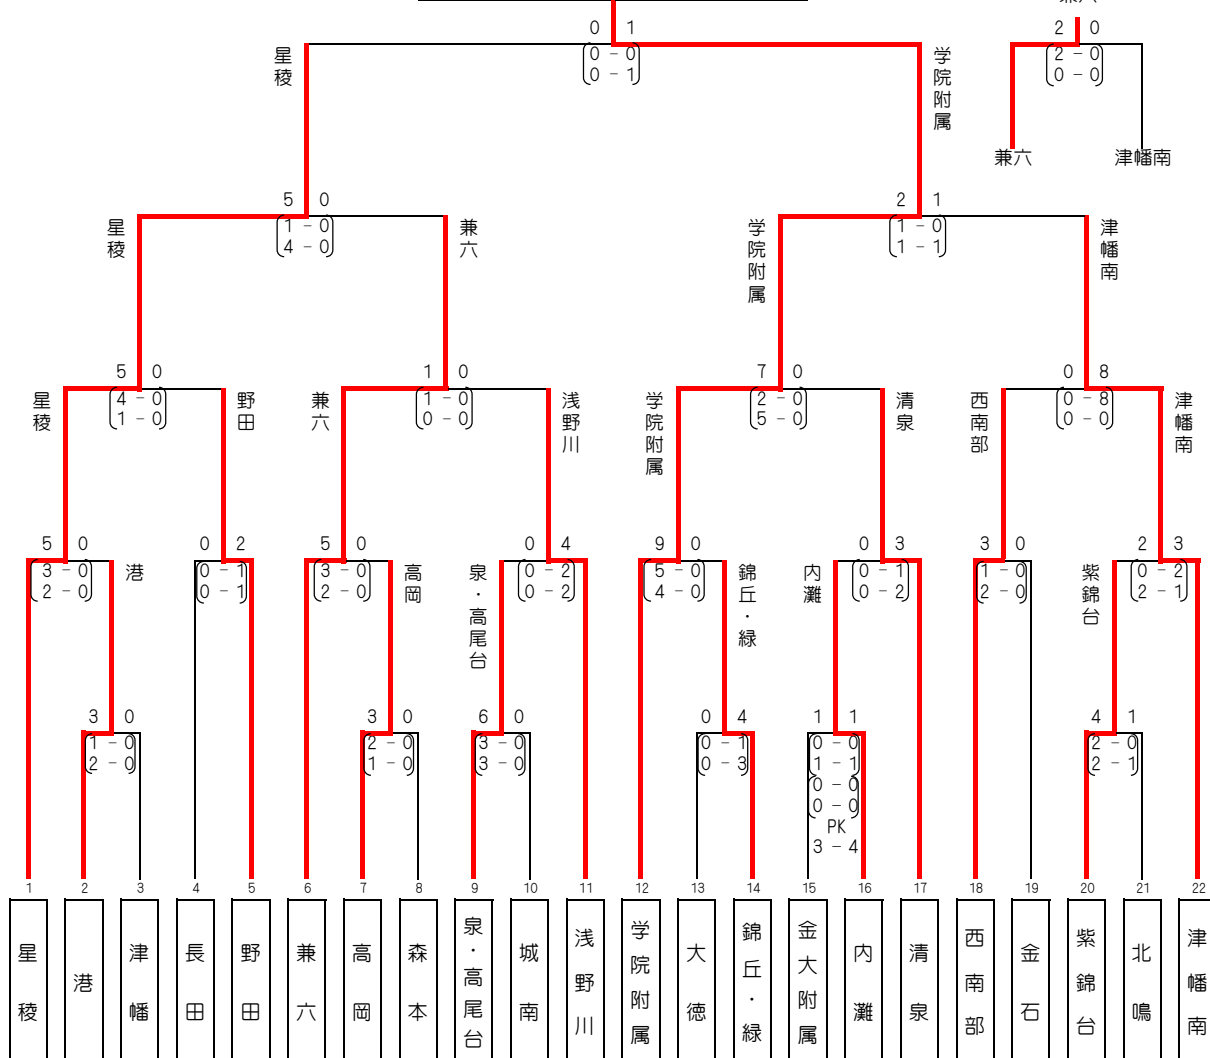 0 1
2 0
星稜
0 - 0
0 - 1
学院附属
2 - 0
0 - 0
兼六 津幡南
5 0
2 1
星稜
1 - 0
4 - 0
兼六
学院附属
1 - 0
1 - 1
津幡南
5 0
1 0
7 0
0 8
星稜
4 - 0
1 - 0
野田
兼六
1 - 0
0 - 0
浅野川
学院附属
2 - 0
5 - 0
清泉
西南部
0 - 8
0 - 0
津幡南
5 0
0 2
5 0
0 4
9 0
0 3
3 0
2 3
3 - 0
2 - 0
港
0 - 1
0 - 1
3 - 0
2 - 0
高岡
泉・高尾台
0 - 2
0 - 2
5 - 0
4 - 0
錦丘・緑
内灘
0 - 1
0 - 2
1 - 0
2 - 0
紫錦台
0 - 2
2 - 1
3 0
3 0
6 0
0 4
1 1
4 1
1 - 0
2 - 0
2 - 0
1 - 0
3 - 0
3 - 0
0 - 1
0 - 3
0 - 0
1 - 1
0 - 0
0 - 0
PK
3 - 4
2 - 0
2 - 1
1 2 3 4 5 6 7 8 9 10 11 12 13 14 15 16 17 18 19 20 21 22
星稜
港
津幡
長田
野田
兼六
高岡
森本
泉・高尾台
城南
浅野川
学院附属
大徳
錦丘・緑
金大附属
内灘
清泉
西南部
金石
紫錦台
北鳴
津幡南